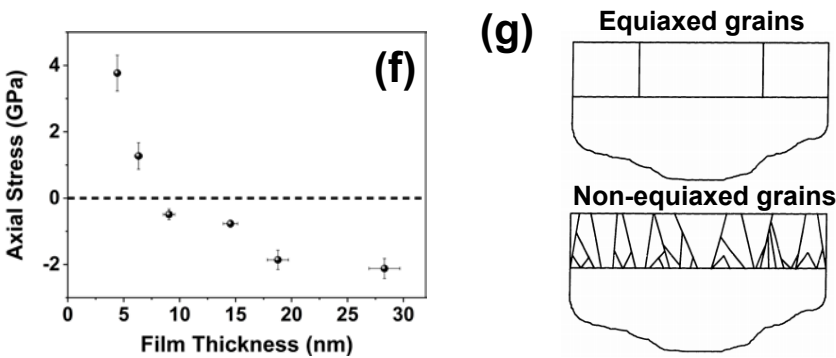 (f)
Axial Stress (GPa)
4
2
0
-2
0 5 10 15 20 25 30
Film Thickness (nm)
(g)
Equiaxed grains
Non-equiaxed grains